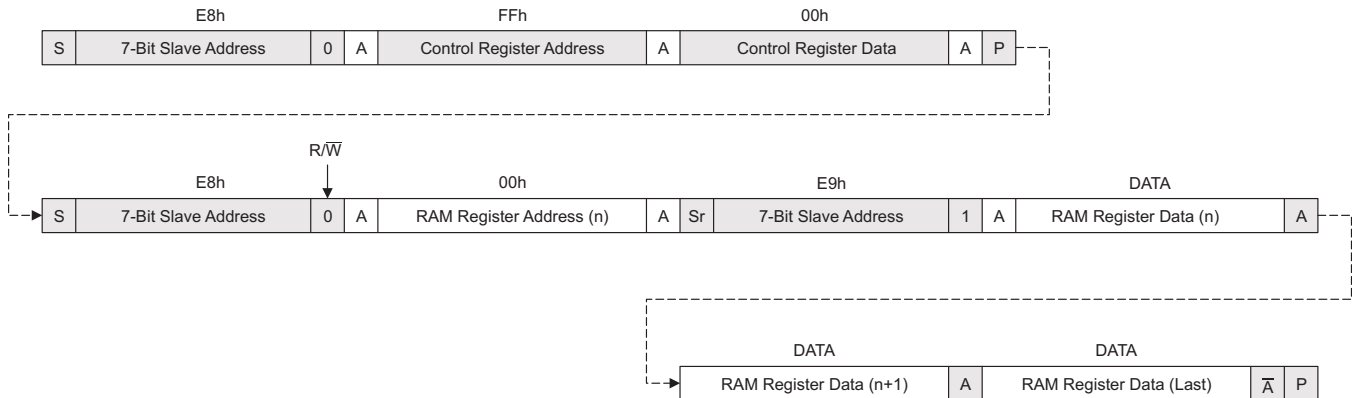 E8h FFh 00h
S 7-Bit Slave Address 0 A Control Register Address A Control Register Data A P
R/W̅
E8h 00h E9h DATA
S 7-Bit Slave Address 0 A RAM Register Address (n) A Sr 7-Bit Slave Address 1 A RAM Register Data (n) A
DATA DATA
RAM Register Data (n+1) A RAM Register Data (Last) A̅ P